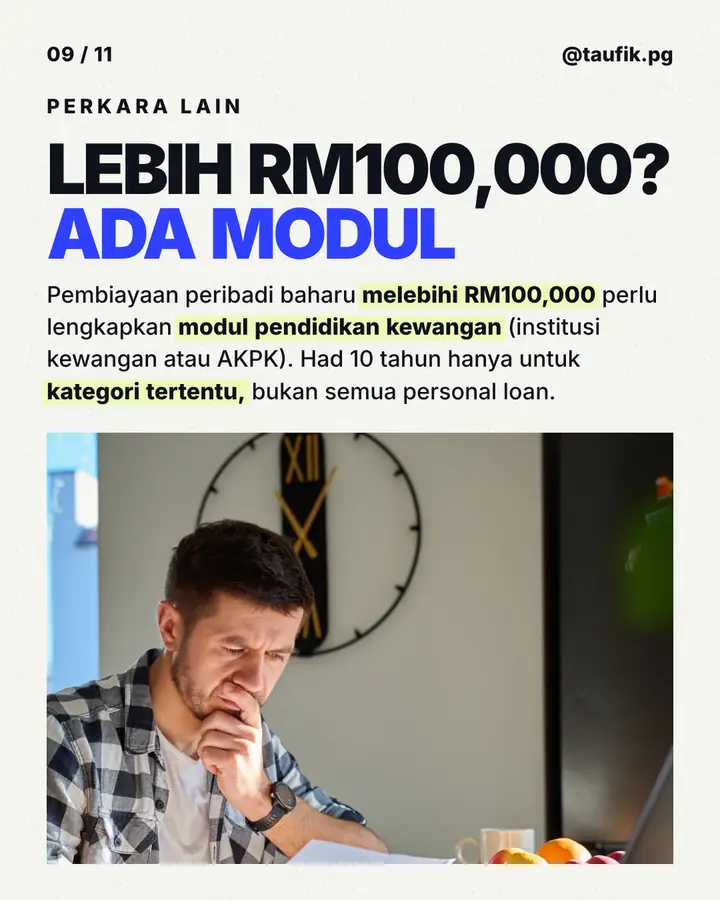 09 / 11
@taufik.pg
PERKARA LAIN
LEBIH RM100,000?
ADA MODUL
Pembiayaan peribadi baharu melebihi RM100,000 perlu
lengkapkan modul pendidikan kewangan (institusi
kewangan atau AKPK). Had 10 tahun hanya untuk
kategori tertentu, bukan semua personal loan.
XII